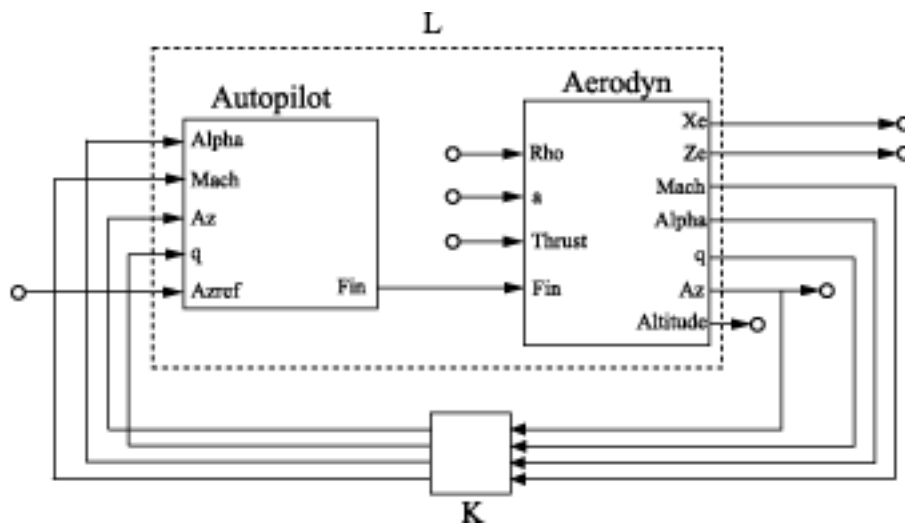 L
Autopilot
Alpha
Mach
Az
q
Azref
Fin
Aerodyn
Rho
a
Thrust
Fin
Xe
Ze
Mach
Alpha
q
Az
Altitude
K